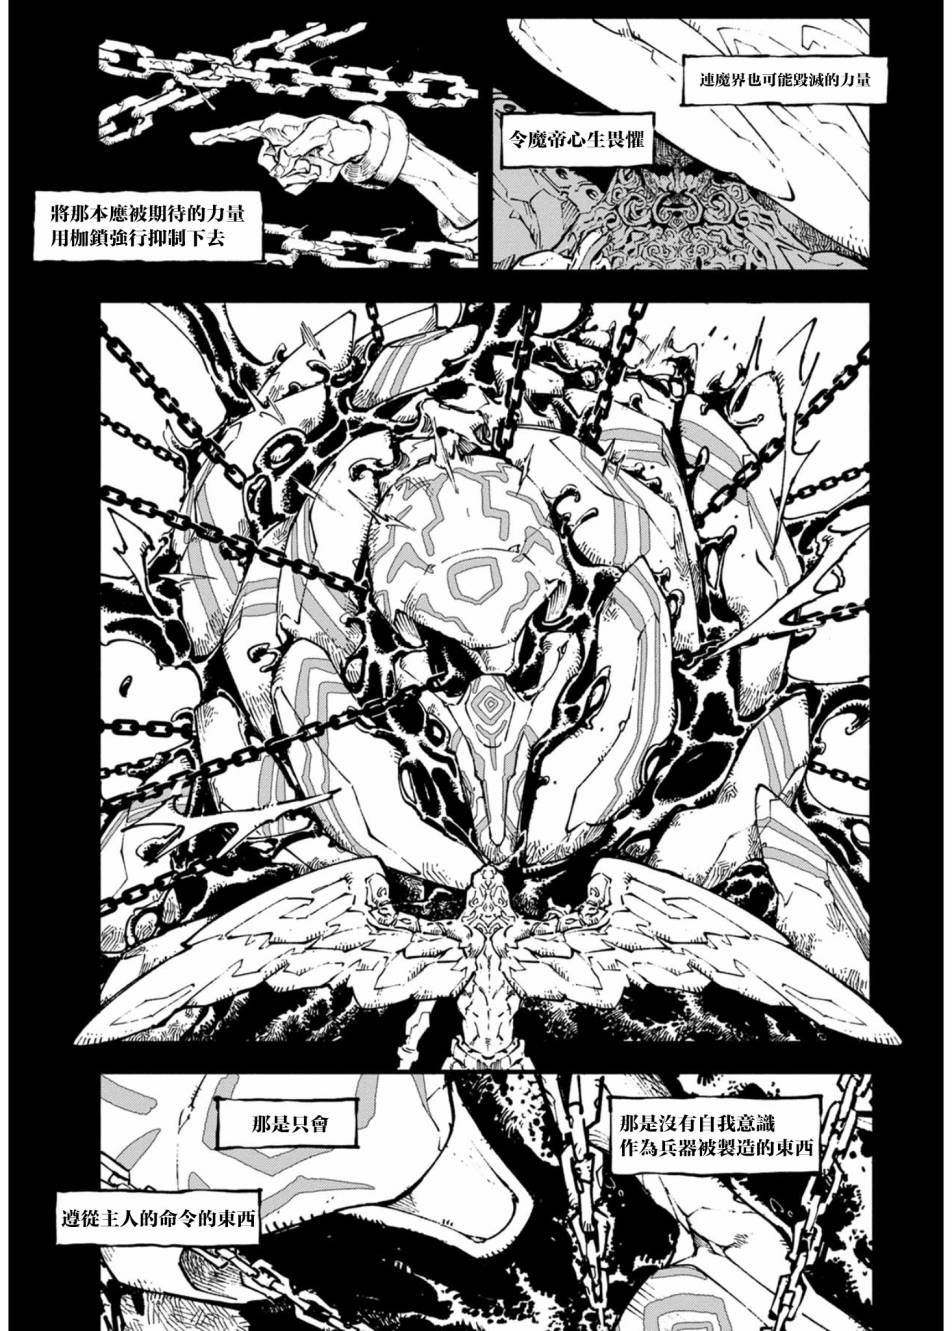 連魔界也可能毀滅的力量
令魔帝心生畏懼
將那本應被期待的力量
用枷鎖強行抑制下去
那是沒有自我意識
作為兵器被製造的東西
那是只會
遵從主人的命令的東西